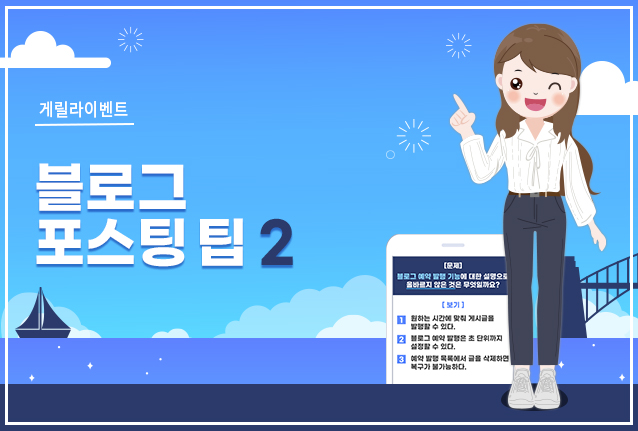 게릴라이벤트
블로그
포스팅 팁 2
[문제]
블로그 예약 발행 기능에 대한 설명으로
올바르지 않은 것은 무엇일까요?
[ 보기 ]
1 원하는 시간에 맞춰 게시글을
발행할 수 있다.
2 블로그 예약 발행은 초 단위까지
설정할 수 있다.
3 예약 발행 목록에서 글을 삭제하면
복구가 불가능하다.